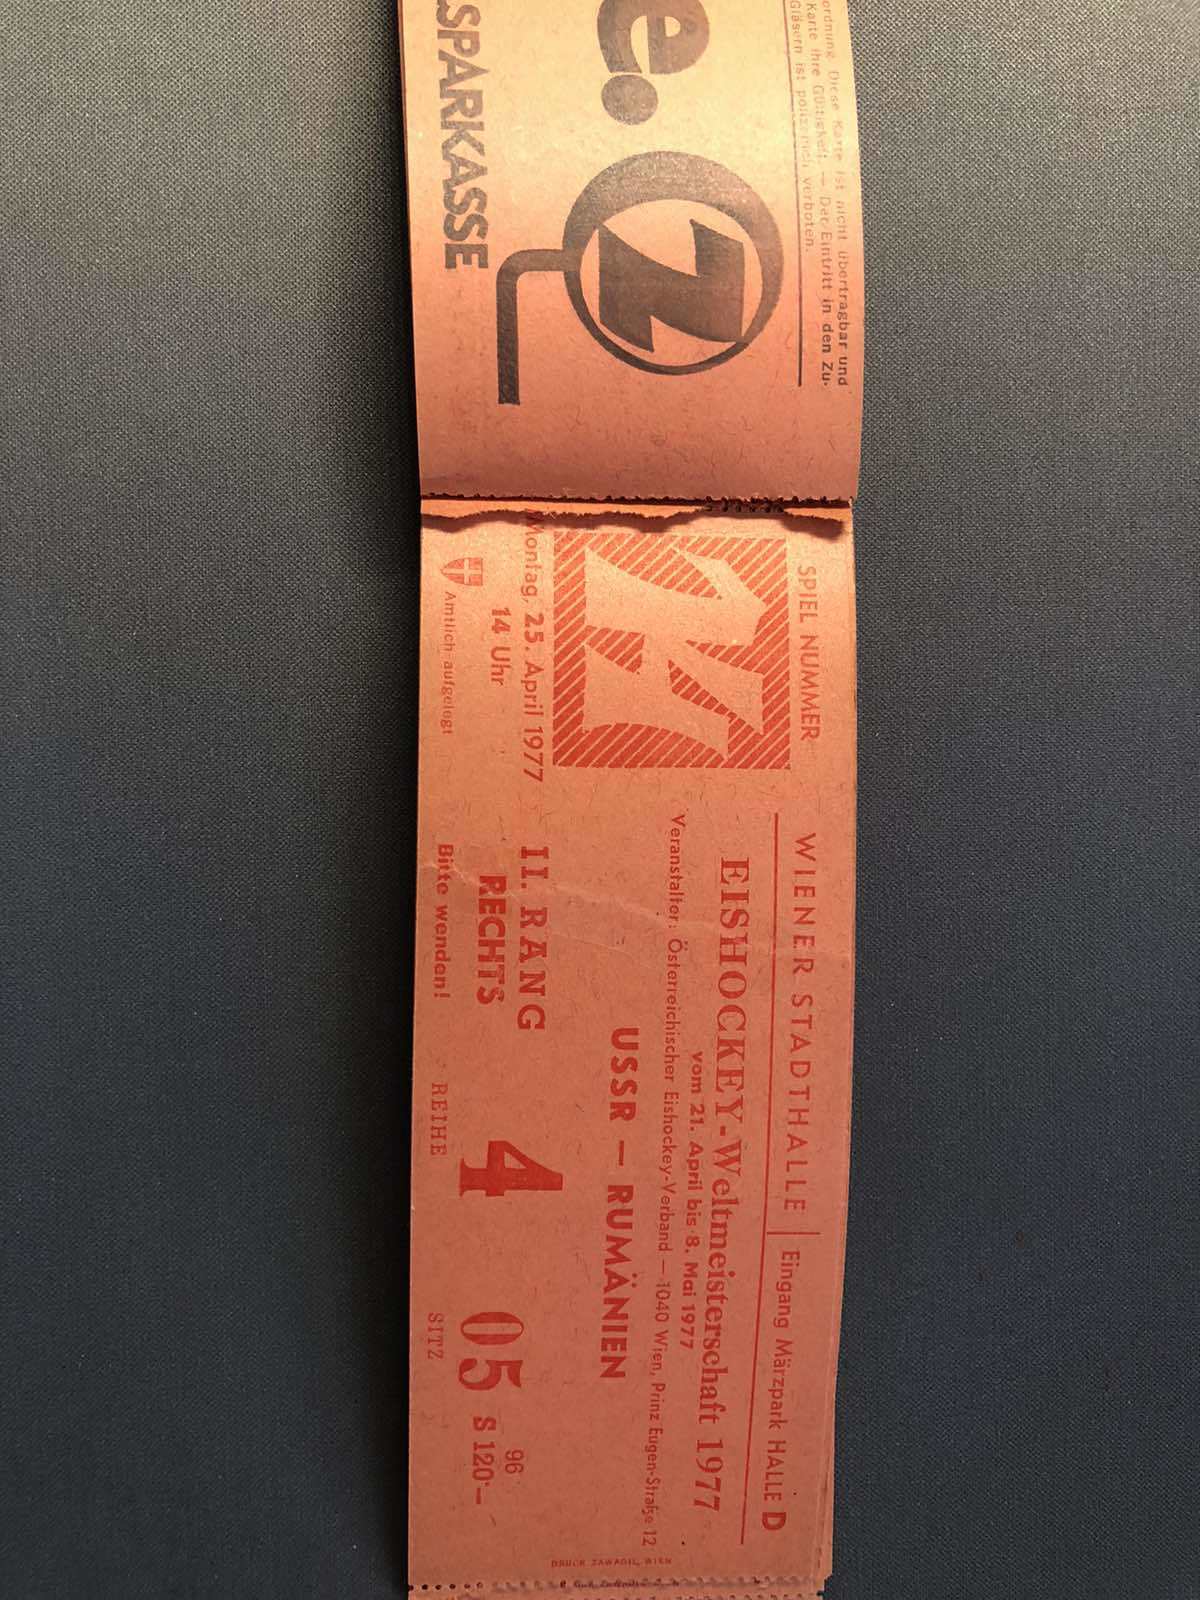 ordnung. Diese Karte ist nicht übertragbar und
Karte ihre Gültigkeit. — Der Eintritt in den Zu-
Gläsern ist polizeilich verboten.
e.
Z
SPARKASSE
SPIEL NUMMER
11
Montag, 25. April 1977
14 Uhr
Amtlich aufgelegt
WIENER STADTHALLE | Eingang Märzpark HALLE D
EISHOCKEY-Weltmeisterschaft 1977
vom 21. April bis 8. Mai 1977
Veranstalter: Österreichischer Eishockey-Verband — 1040 Wien, Prinz Eugen-Straße 12
USSR — RUMÄNIEN
II. RANG
RECHTS
4
05
96
S 120·—
Bitte wenden!
REIHE
SITZ
DRUCK ZAWADIL, WIEN